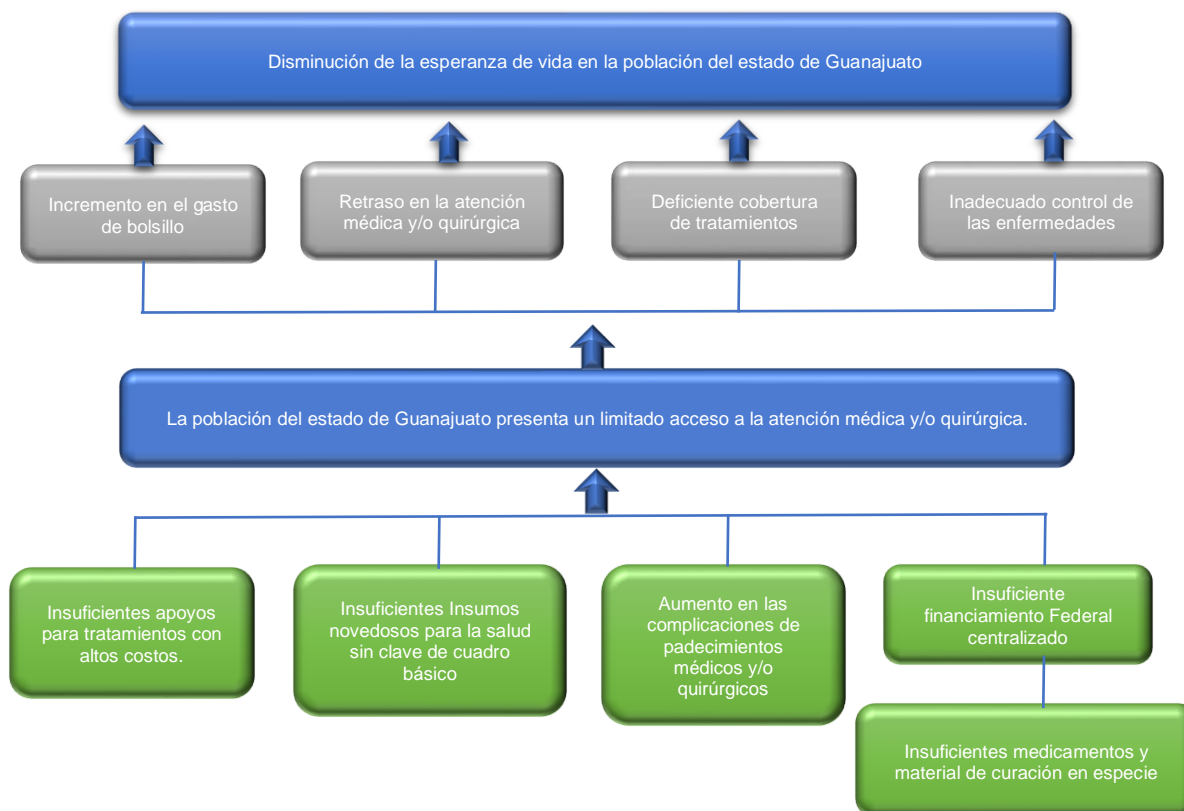 Disminución de la esperanza de vida en la población del estado de Guanajuato
Incremento en el gasto
de bolsillo
Retraso en la atención
médica y/o quirúrgica
Deficiente cobertura
de tratamientos
Inadecuado control de
las enfermedades
La población del estado de Guanajuato presenta un limitado acceso a la atención médica y/o quirúrgica.
Insuficientes apoyos
para tratamientos con
altos costos.
Insuficientes Insumos
novedosos para la salud
sin clave de cuadro
básico
Aumento en las
complicaciones de
padecimientos
médicos y/o
quirúrgicos
Insuficiente
financiamiento Federal
centralizado
Insuficientes medicamentos y
material de curación en especie